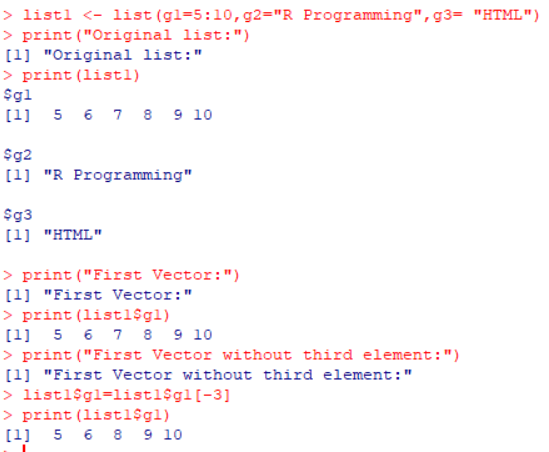 > list1 <- list(g1=5:10,g2="R Programming",g3= "HTML")
> print("Original list:")
[1] "Original list:"
> print(list1)
$g1
[1]  5  6  7  8  9 10

$g2
[1] "R Programming"

$g3
[1] "HTML"

> print("First Vector:")
[1] "First Vector:"
> print(list1$g1)
[1]  5  6  7  8  9 10
> print("First Vector without third element:")
[1] "First Vector without third element:"
> list1$g1=list1$g1[-3]
> print(list1$g1)
[1]  5  6  8  9 10
>